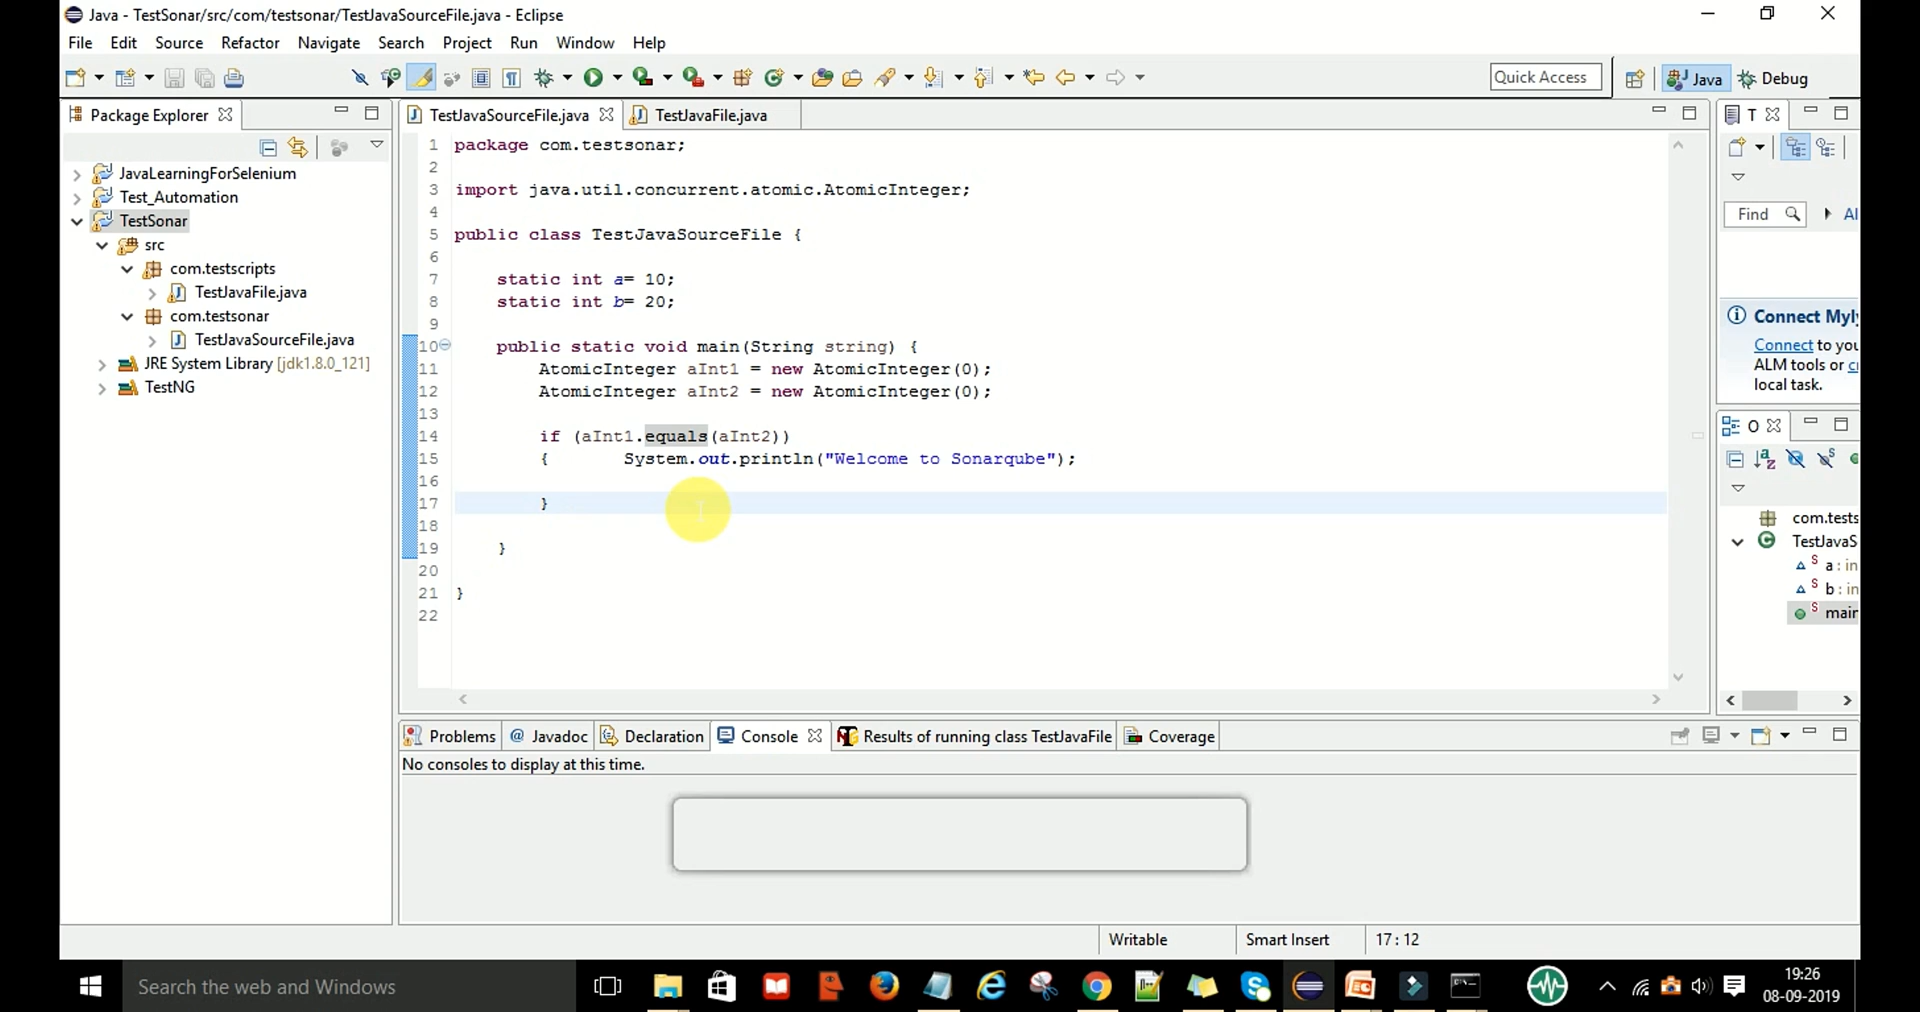 Java - TestSonar/src/com/testsonar/TestJavaSourceFile.java - Eclipse
File Edit Source Refactor Navigate Search Project Run Window Help
Quick Access
Java
Debug
Package Explorer
TestJavaSourceFile.java
TestJavaFile.java
T
JavaLearningForSelenium
Test_Automation
TestSonar
src
com.testscripts
TestJavaFile.java
com.testsonar
TestJavaSourceFile.java
JRE System Library [jdk1.8.0_121]
TestNG
1 package com.testsonar;
2
3 import java.util.concurrent.atomic.AtomicInteger;
4
5 public class TestJavaSourceFile {
6
7 static int a= 10;
8 static int b= 20;
9
10 public static void main(String string) {
11 AtomicInteger aInt1 = new AtomicInteger(0);
12 AtomicInteger aInt2 = new AtomicInteger(0);
13
14 if (aInt1.equals(aInt2))
15 { System.out.println("Welcome to Sonarqube");
16
17 }
18
19 }
20
21 }
22
Find
Al
Connect Myl
Connect to you
ALM tools or c
local task.
O
com.tests
TestJavaS
a : in
b : in
mair
Problems
@ Javadoc
Declaration
Console
Results of running class TestJavaFile
Coverage
No consoles to display at this time.
Writable
Smart Insert
17 : 12
Search the web and Windows
19:26
08-09-2019